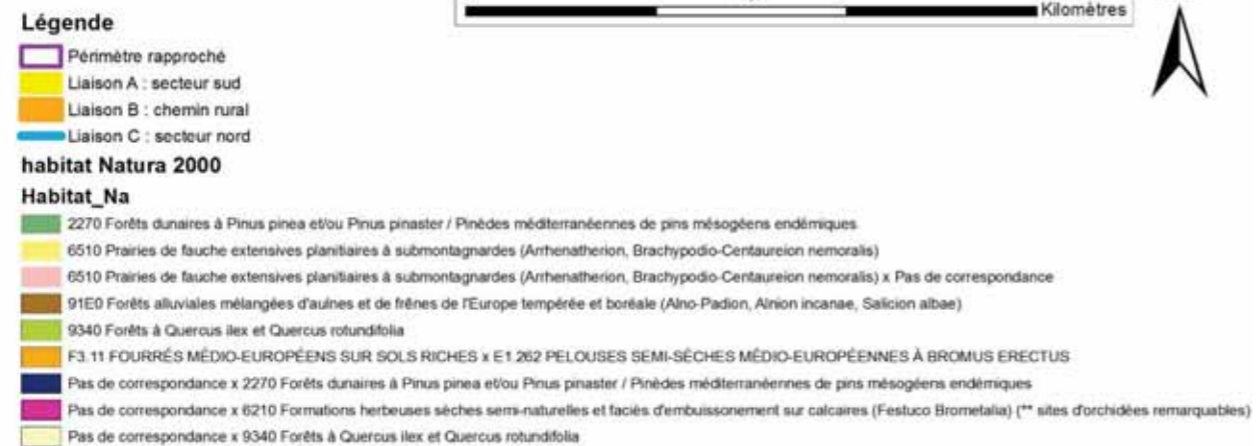 Kilomètres
Légende
Périmètre rapproché
Liaison A : secteur sud
Liaison B : chemin rural
Liaison C : secteur nord
habitat Natura 2000
Habitat_Na
2270 Forêts dunaires à Pinus pinea et/ou Pinus pinaster / Pinèdes méditerranéennes de pins mésogéens endémiques
6510 Prairies de fauche extensives planitiaires à submontagnardes (Arrhenatherion, Brachypodio-Centaureion nemoralis)
6510 Prairies de fauche extensives planitiaires à submontagnardes (Arrhenatherion, Brachypodio-Centaureion nemoralis) x Pas de correspondance
91E0 Forêts alluviales mélangées d'aulnes et de frênes de l'Europe tempérée et boréale (Alno-Padion, Alnion incanae, Salicion albae)
9340 Forêts à Quercus ilex et Quercus rotundifolia
F3.11 FOURRÉS MÉDIO-EUROPÉENS SUR SOLS RICHES x E1 262 PELOUSES SEMI-SÈCHES MÉDIO-EUROPÉENNES À BROMUS ERECTUS
Pas de correspondance x 2270 Forêts dunaires à Pinus pinea et/ou Pinus pinaster / Pinèdes méditerranéennes de pins mésogéens endémiques
Pas de correspondance x 6210 Formations herbeuses sèches semi-naturelles et faciès d'embuissonement sur calcaires (Festuco Brometalia) (** sites d'orchidées remarquables)
Pas de correspondance x 9340 Forêts à Quercus ilex et Quercus rotundifolia